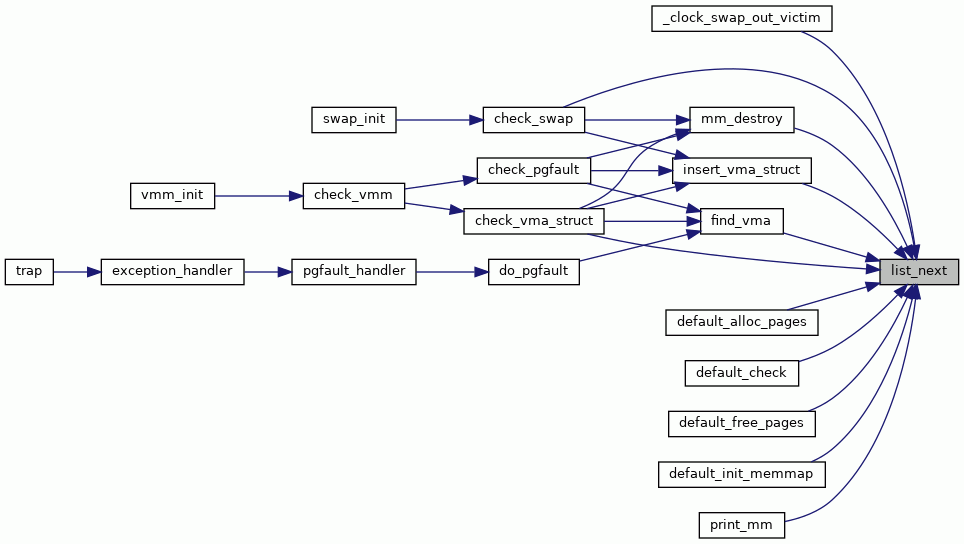 _clock_swap_out_victim
swap_init
check_swap
mm_destroy
check_pgfault
insert_vma_struct
vmm_init
check_vmm
check_vma_struct
find_vma
trap
exception_handler
pgfault_handler
do_pgfault
list_next
default_alloc_pages
default_check
default_free_pages
default_init_memmap
print_mm